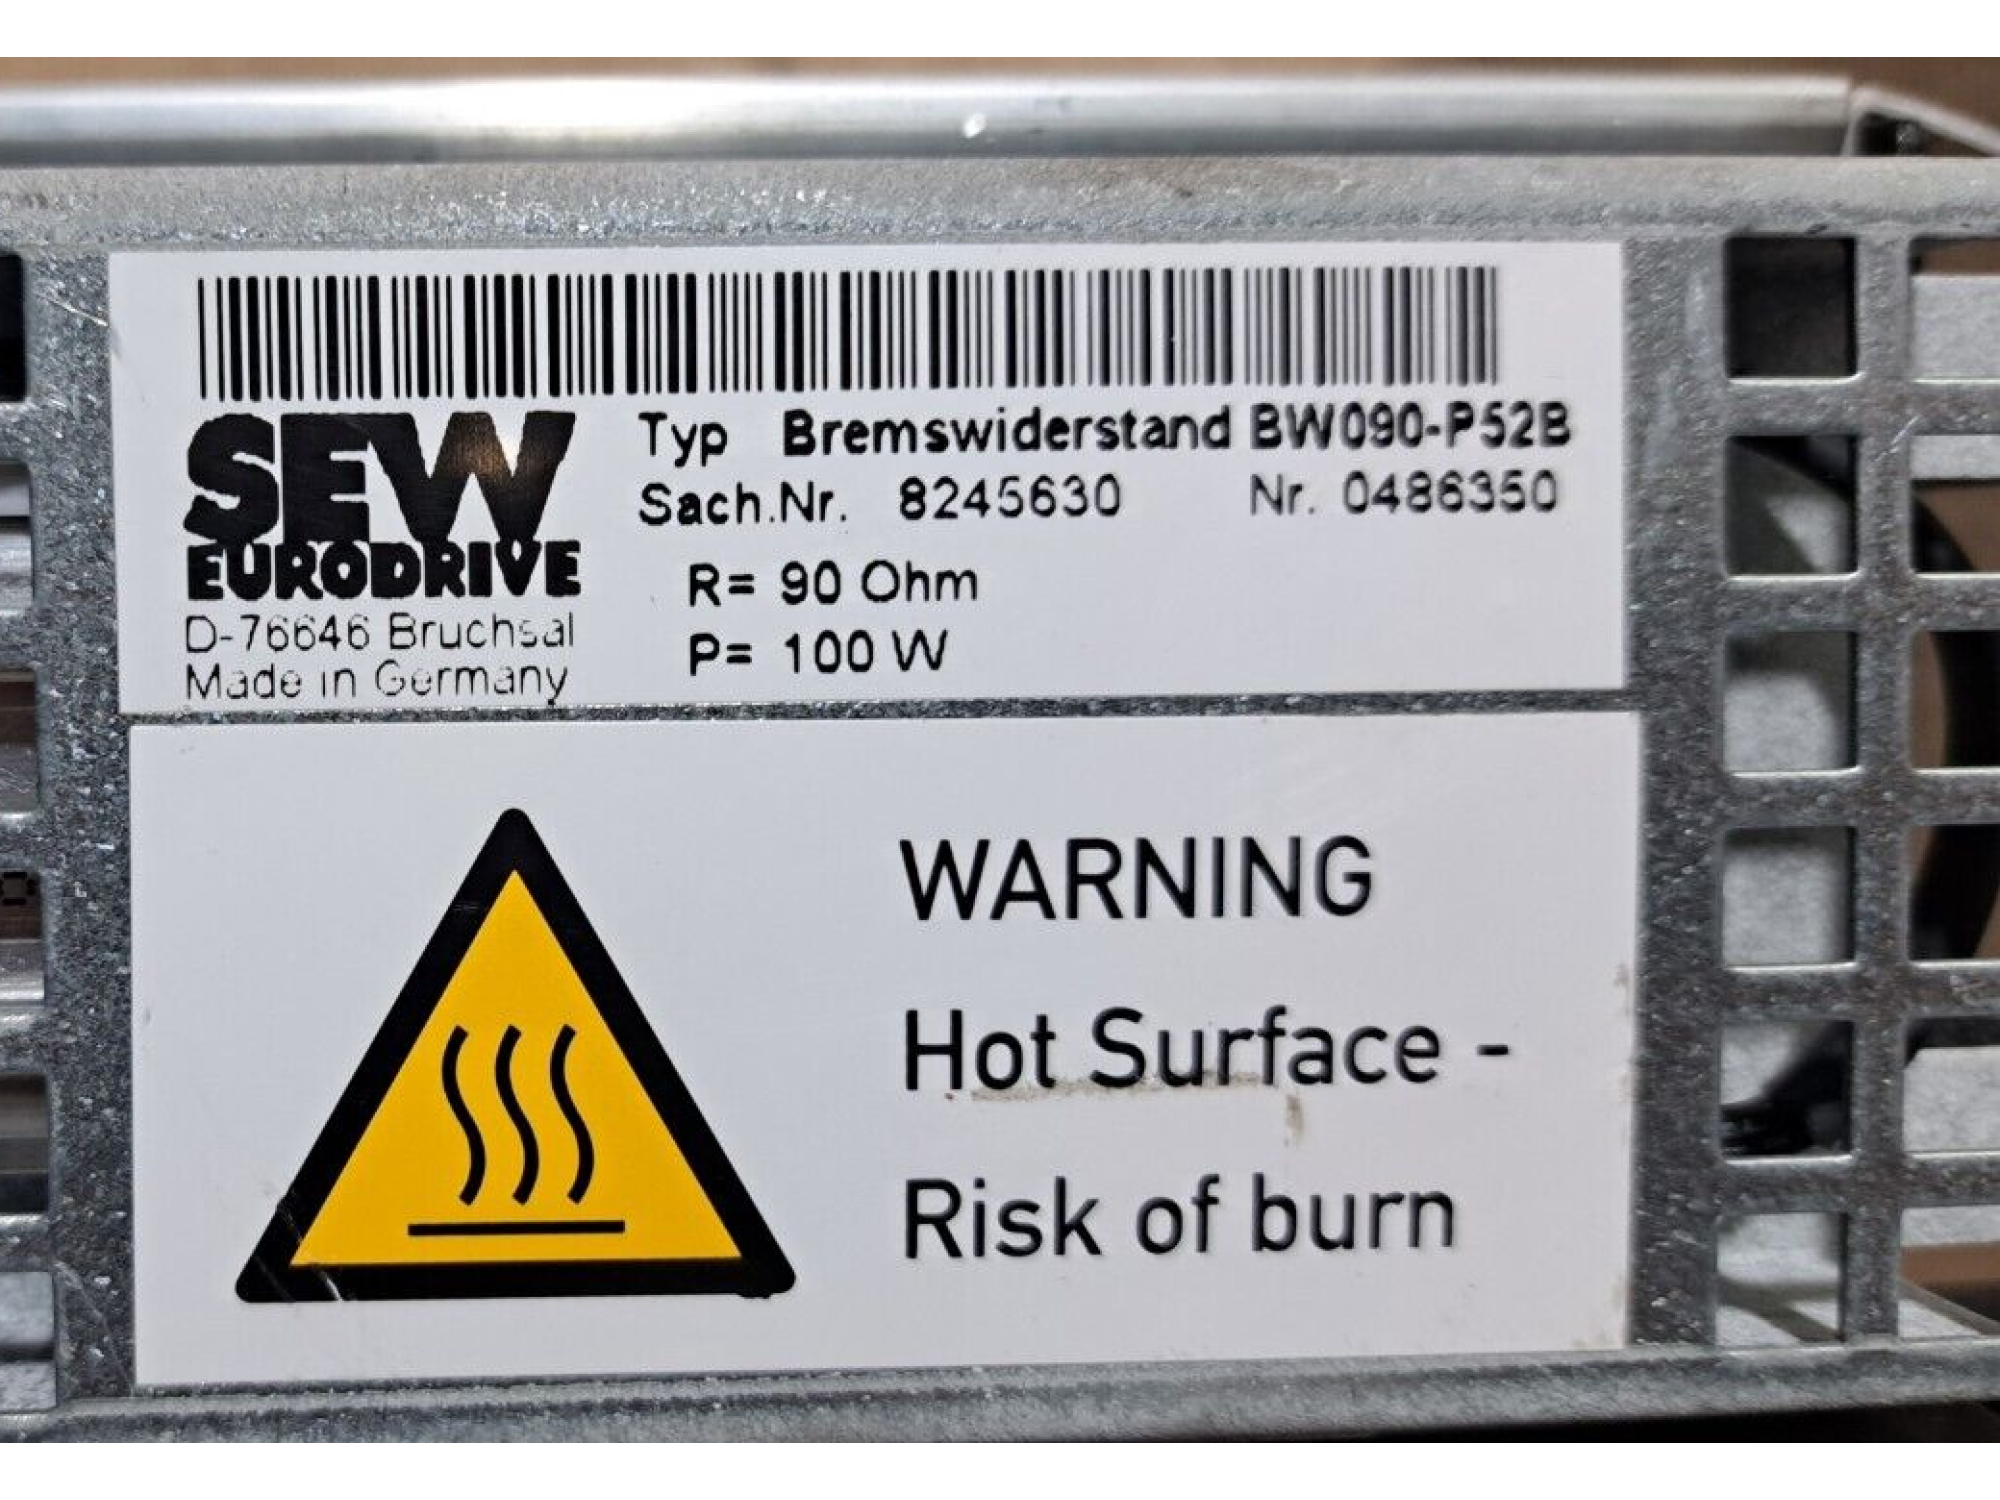 SEW
EURODRIVE
D-76646 Bruchsal
Made in Germany
Typ Bremswiderstand BW090-P52B
Sach.Nr. 8245630 Nr. 0486350
R= 90 Ohm
P= 100 W
WARNING
Hot Surface -
Risk of burn